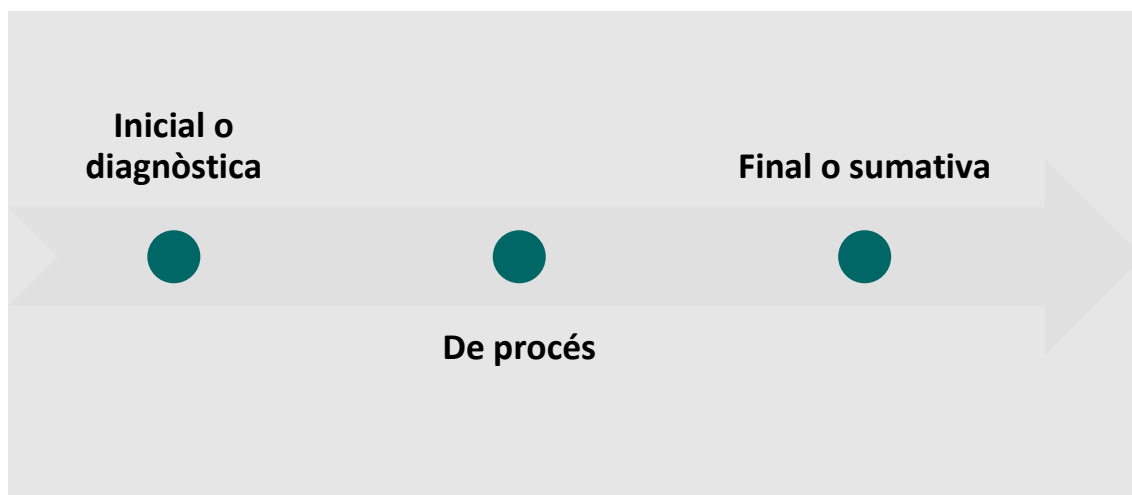 Inicial o
diagnòstica
De procés
Final o sumativa